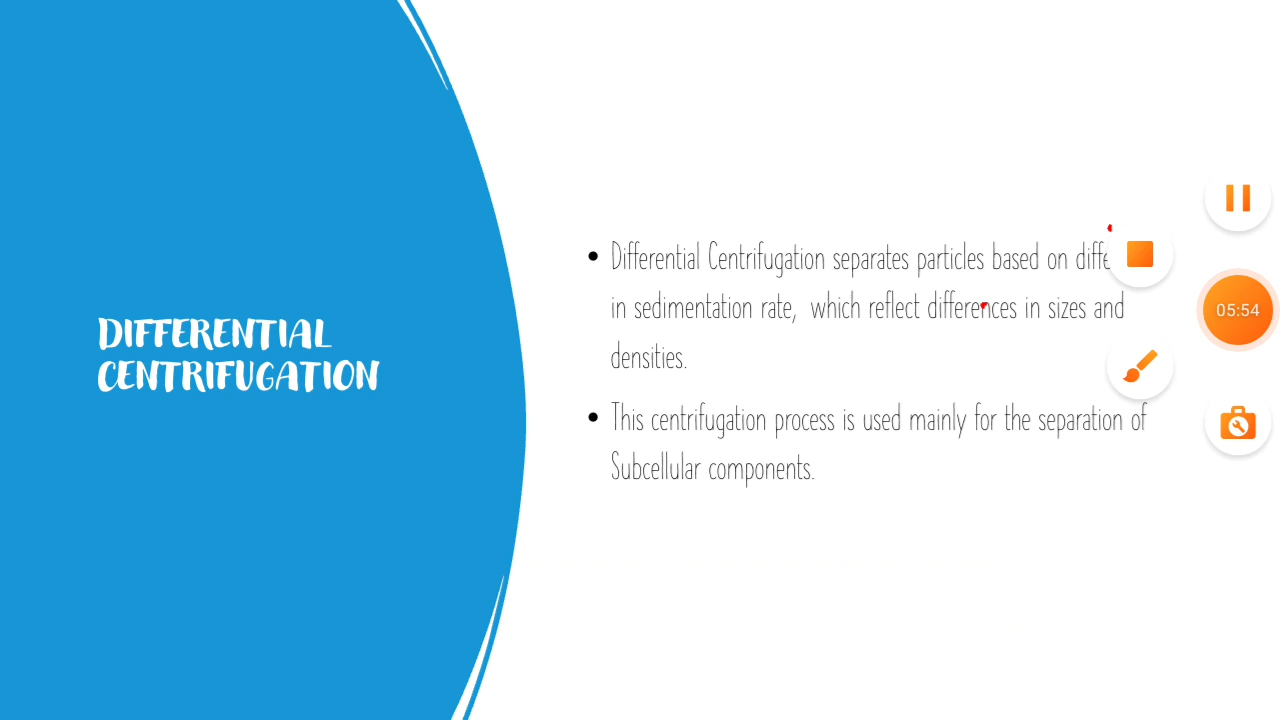 DIFFERENTIAL
CENTRIFUGATION
• Differential Centrifugation separates particles based on
in sedimentation rate, which reflect differences in sizes and
densities.
• This centrifugation process is used mainly for the separation of
Subcellular components.
05:54